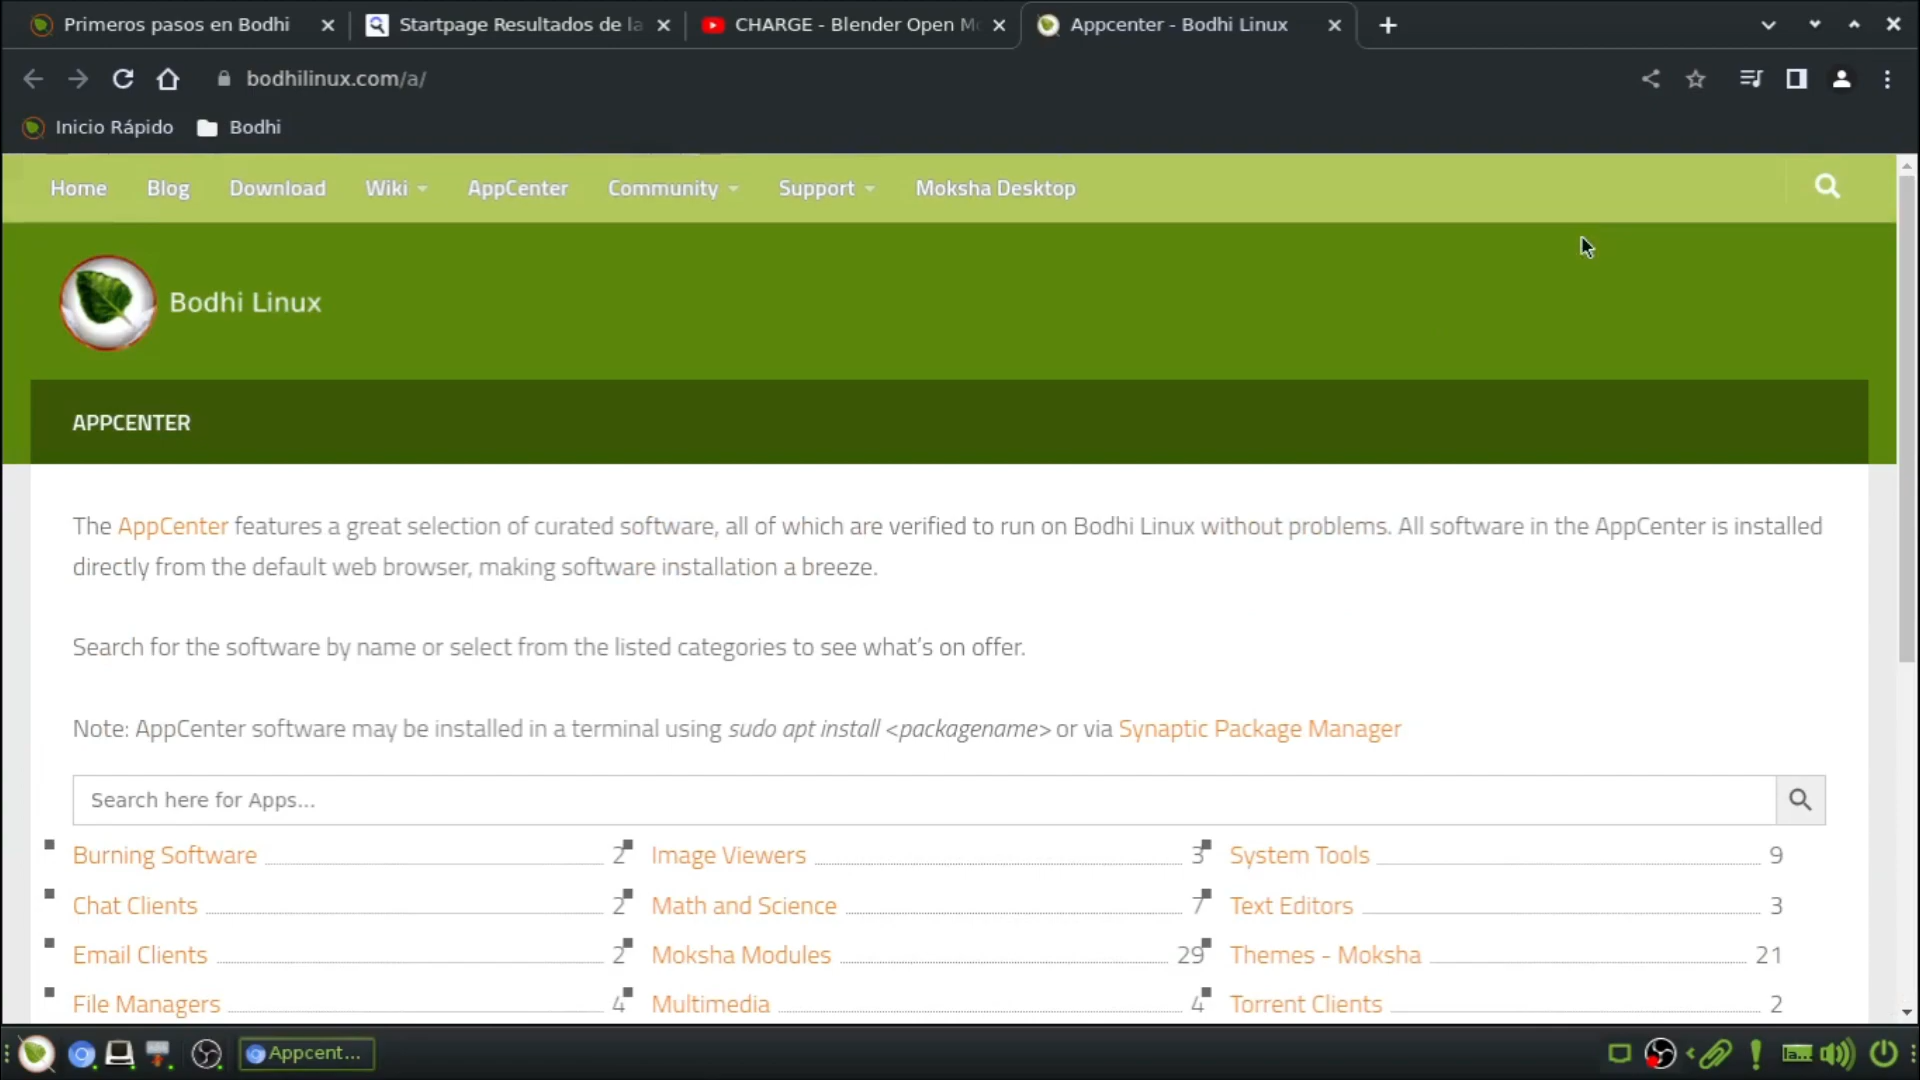 Primeros pasos en Bodhi
Startpage Resultados de la
CHARGE - Blender Open M
Appcenter - Bodhi Linux
bodhilinux.com/a/
Inicio Rápido
Bodhi
Home
Blog
Download
Wiki
AppCenter
Community
Support
Moksha Desktop
Bodhi Linux
APPCENTER
The AppCenter features a great selection of curated software, all of which are verified to run on Bodhi Linux without problems. All software in the AppCenter is installed
directly from the default web browser, making software installation a breeze.
Search for the software by name or select from the listed categories to see what's on offer.
Note: AppCenter software may be installed in a terminal using sudo apt install <packagename> or via Synaptic Package Manager
Search here for Apps...
Burning Software 2
Image Viewers 3
System Tools 9
Chat Clients 2
Math and Science 7
Text Editors 3
Email Clients 2
Moksha Modules 29
Themes - Moksha 21
File Managers 4
Multimedia 4
Torrent Clients 2
Appcent...